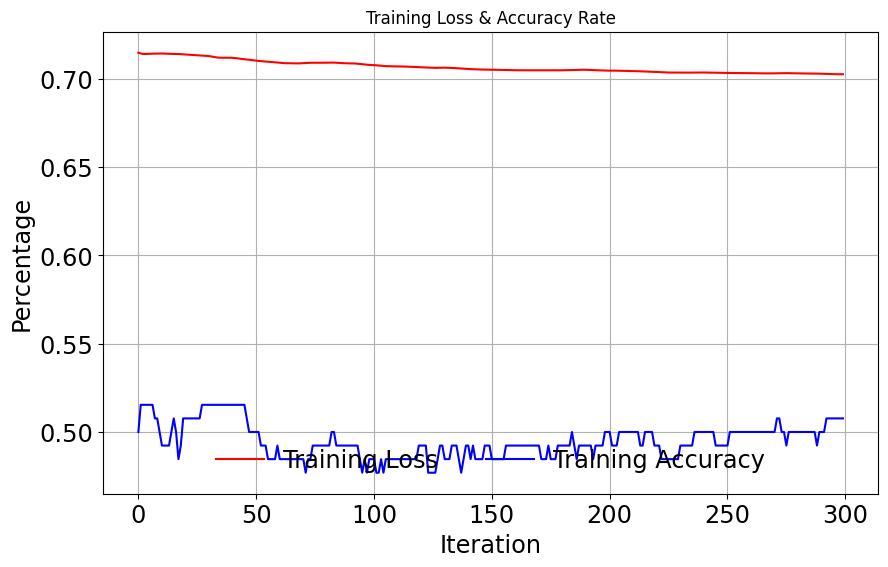 Training Loss & Accuracy Rate
Percentage
0.70
0.65
0.60
0.55
0.50
Training Loss Training Accuracy
0 50 100 150 200 250 300
Iteration